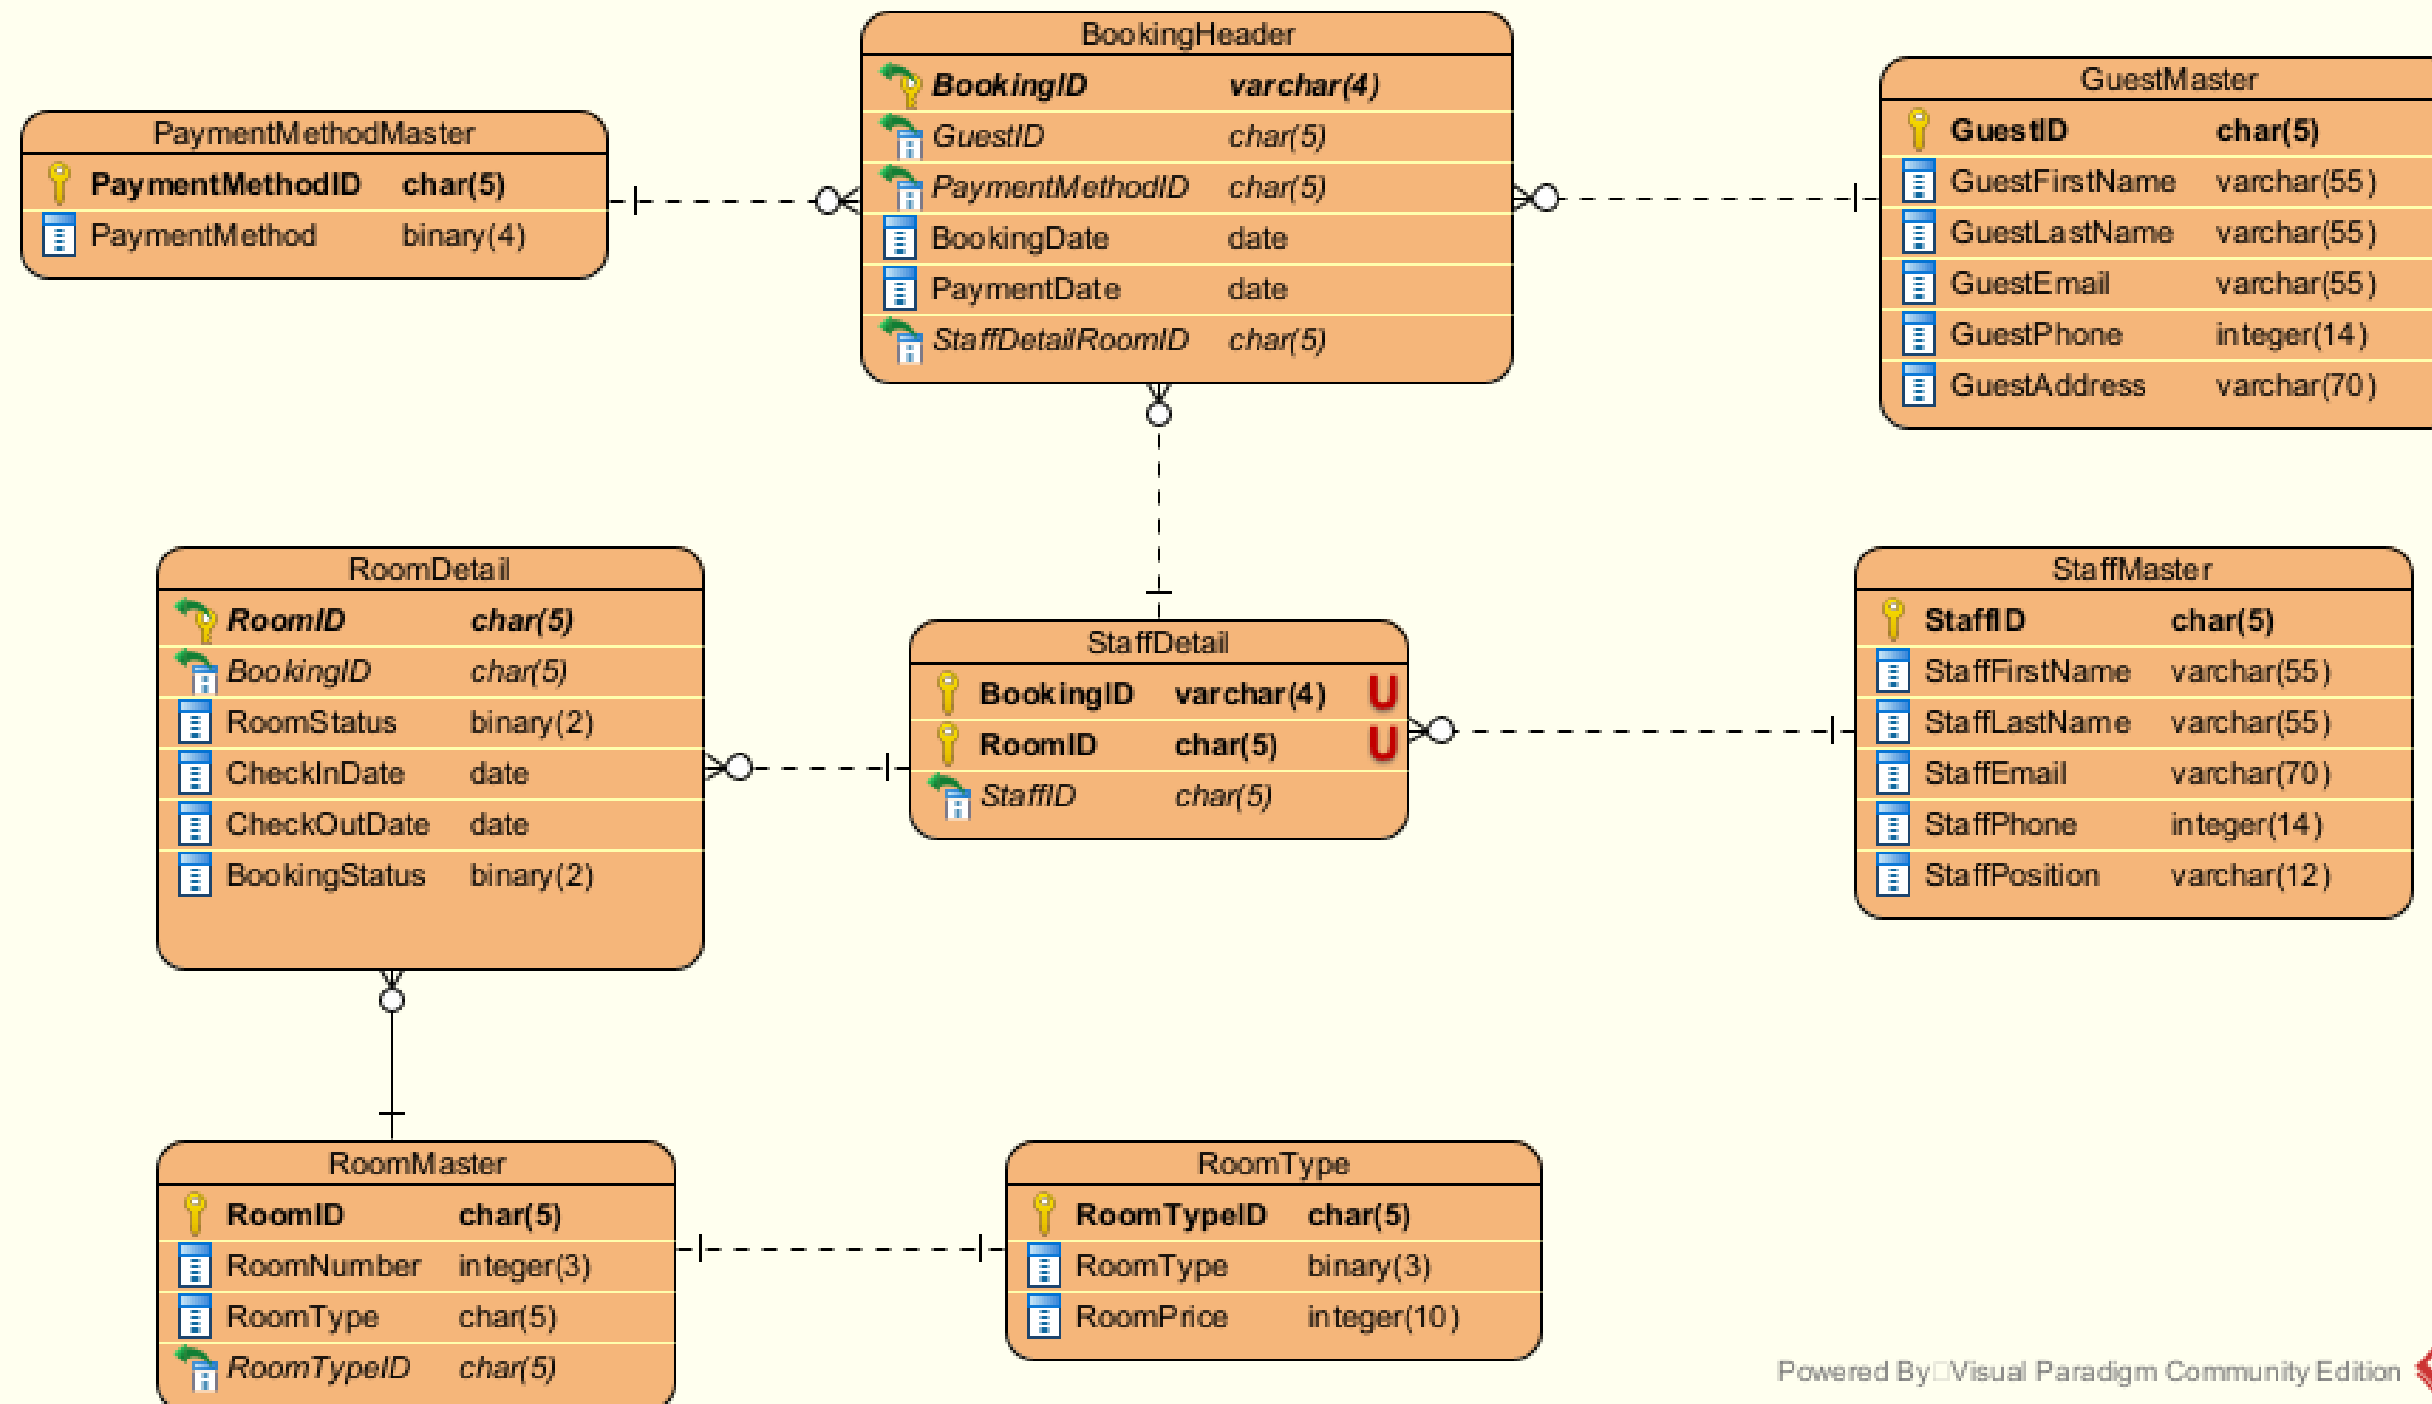 BookingHeader
BookingID varchar(4)
GuestID char(5)
PaymentMethodID char(5)
BookingDate date
PaymentDate date
StaffDetailRoomID char(5)
PaymentMethodMaster
PaymentMethodID char(5)
PaymentMethod binary(4)
GuestMaster
GuestID char(5)
GuestFirstName varchar(55)
GuestLastName varchar(55)
GuestEmail varchar(55)
GuestPhone integer(14)
GuestAddress varchar(70)
RoomDetail
RoomID char(5)
BookingID char(5)
RoomStatus binary(2)
CheckInDate date
CheckOutDate date
BookingStatus binary(2)
StaffDetail
BookingID varchar(4) U
RoomID char(5) U
StaffID char(5)
StaffMaster
StaffID char(5)
StaffFirstName varchar(55)
StaffLastName varchar(55)
StaffEmail varchar(70)
StaffPhone integer(14)
StaffPosition varchar(12)
RoomMaster
RoomID char(5)
RoomNumber integer(3)
RoomType char(5)
RoomTypeID char(5)
RoomType
RoomTypeID char(5)
RoomType binary(3)
RoomPrice integer(10)
Powered By Visual Paradigm Community Edition